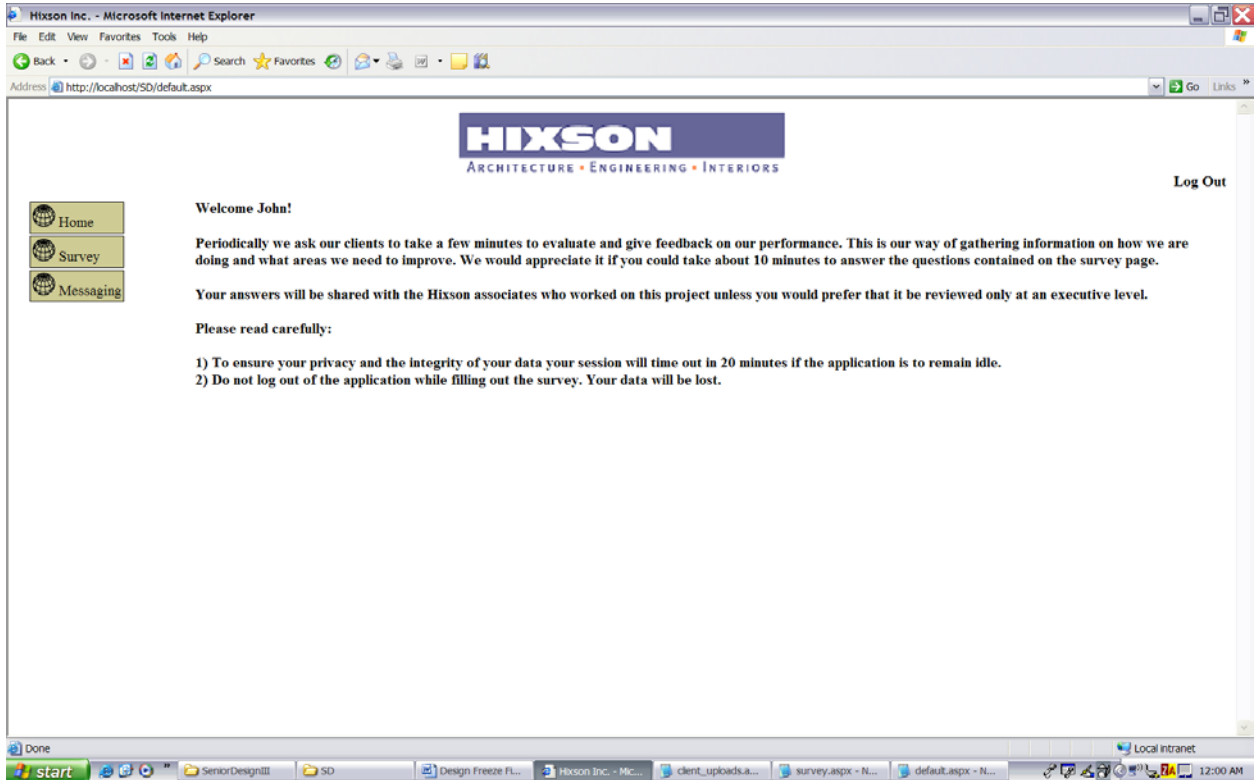 Hixson Inc. - Microsoft Internet Explorer
File Edit View Favorites Tools Help
Back Search Favorites
Address http://localhost/SD/default.aspx Go Links »
HIXSON
ARCHITECTURE • ENGINEERING • INTERIORS
Log Out
Home
Survey
Messaging
Welcome John!
Periodically we ask our clients to take a few minutes to evaluate and give feedback on our performance. This is our way of gathering information on how we are
doing and what areas we need to improve. We would appreciate it if you could take about 10 minutes to answer the questions contained on the survey page.
Your answers will be shared with the Hixson associates who worked on this project unless you would prefer that it be reviewed only at an executive level.
Please read carefully:
1) To ensure your privacy and the integrity of your data your session will time out in 20 minutes if the application is to remain idle.
2) Do not log out of the application while filling out the survey. Your data will be lost.
Done Local intranet
start SeniorDesignIII SD Design Freeze Fi... Hixson Inc. - Mic... client_uploads.a... survey.aspx - N... default.aspx - N... 12:00 AM